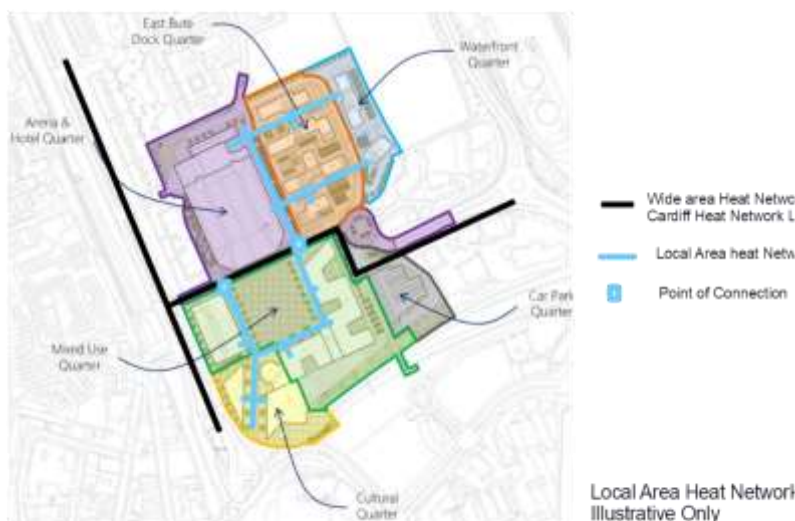 East Bute
Dock Quarter
Waterfront
Quarter
Arena &
Hotel Quarter
Wide area Heat Netwo
Cardiff Heat Network L
Local Area heat Netw
Point of Connection
Car Park
Quarter
Mixed Use
Quarter
Cultural
Quarter
Local Area Heat Network
Illustrative Only